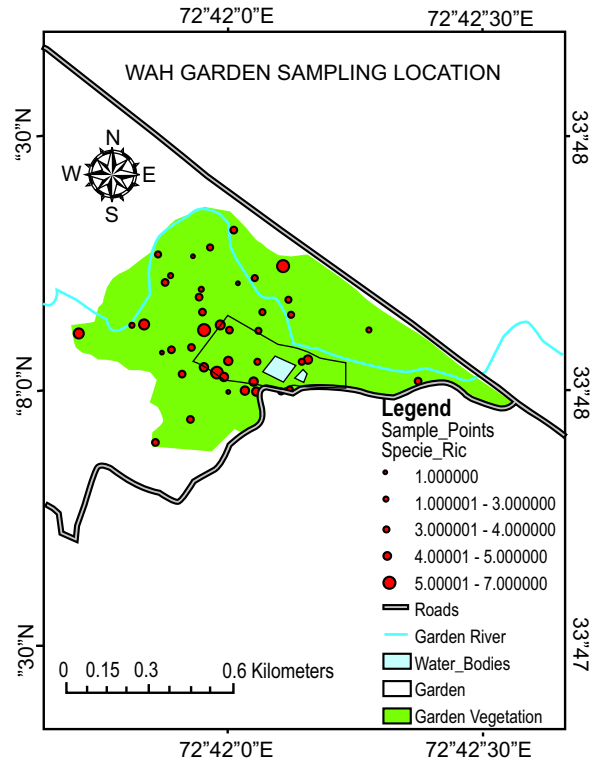 72"42'0"E 72"42'30"E
WAH GARDEN SAMPLING LOCATION
"30"N
33"48
N
W E
S
"8'0"N
33"48
Legend
Sample_Points
Specie_Ric
1.000000
1.000001 - 3.000000
3.000001 - 4.000000
4.00001 - 5.000000
5.00001 - 7.000000
Roads
Garden River
Water_Bodies
Garden
Garden Vegetation
"30"N
33"47
0 0.15 0.3 0.6 Kilometers
72"42'0"E 72"42'30"E